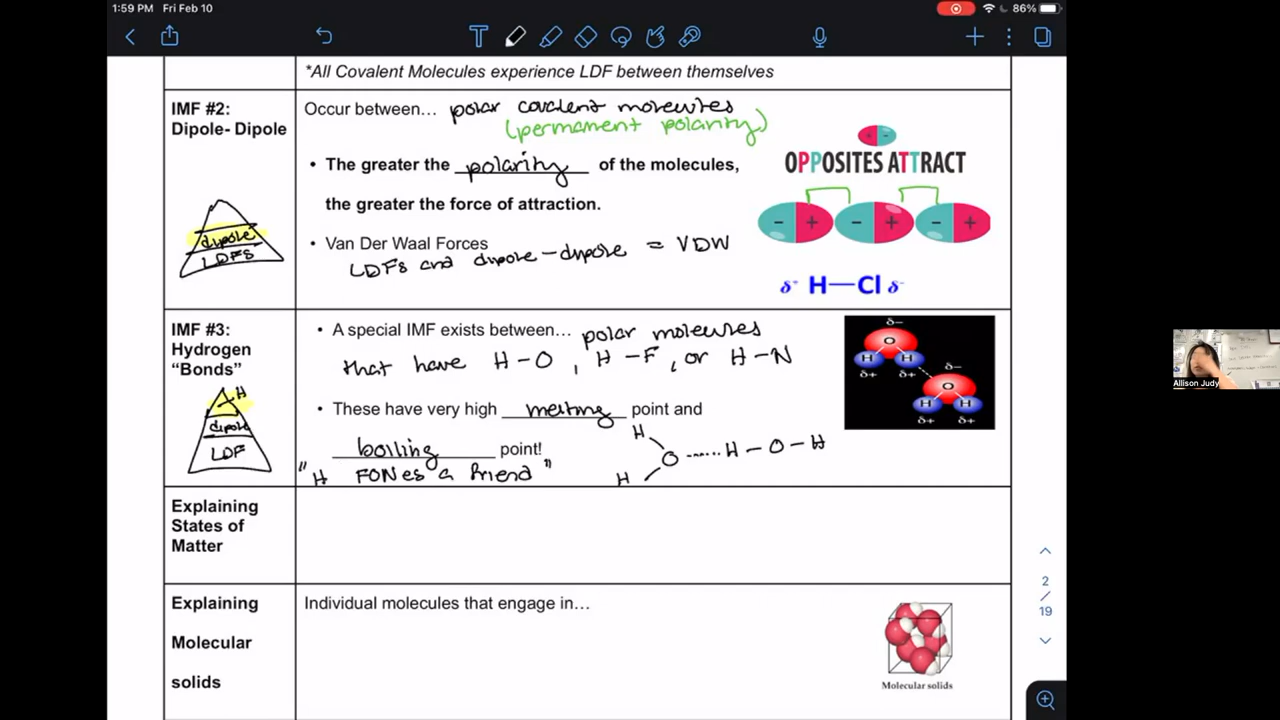 1:59 PM Fri Feb 10
86%
*All Covalent Molecules experience LDF between themselves
IMF #2:
Dipole- Dipole
Occur between... polar covalent molecules
(permanent polarity)
• The greater the polarity of the molecules,
the greater the force of attraction.
• Van Der Waal Forces
LDFs and dipole-dipole = VDW
dipole
LDFs
OPPOSITES ATTRACT
- + - + - +
δ+ H—Cl δ-
IMF #3:
Hydrogen
"Bonds"
H
dipole
LDF
• A special IMF exists between... polar molecules
that have H-O, H-F, or H-N
• These have very high melting point and
boiling point!
"H FONes a friend"
H
O ...... H - O - H
H
δ-
O
H H
δ+ δ+ δ-
O
H H
δ+ δ+
Explaining
States of
Matter
Explaining
Molecular
solids
Individual molecules that engage in...
Molecular solids
2
/
19
Allison Judy